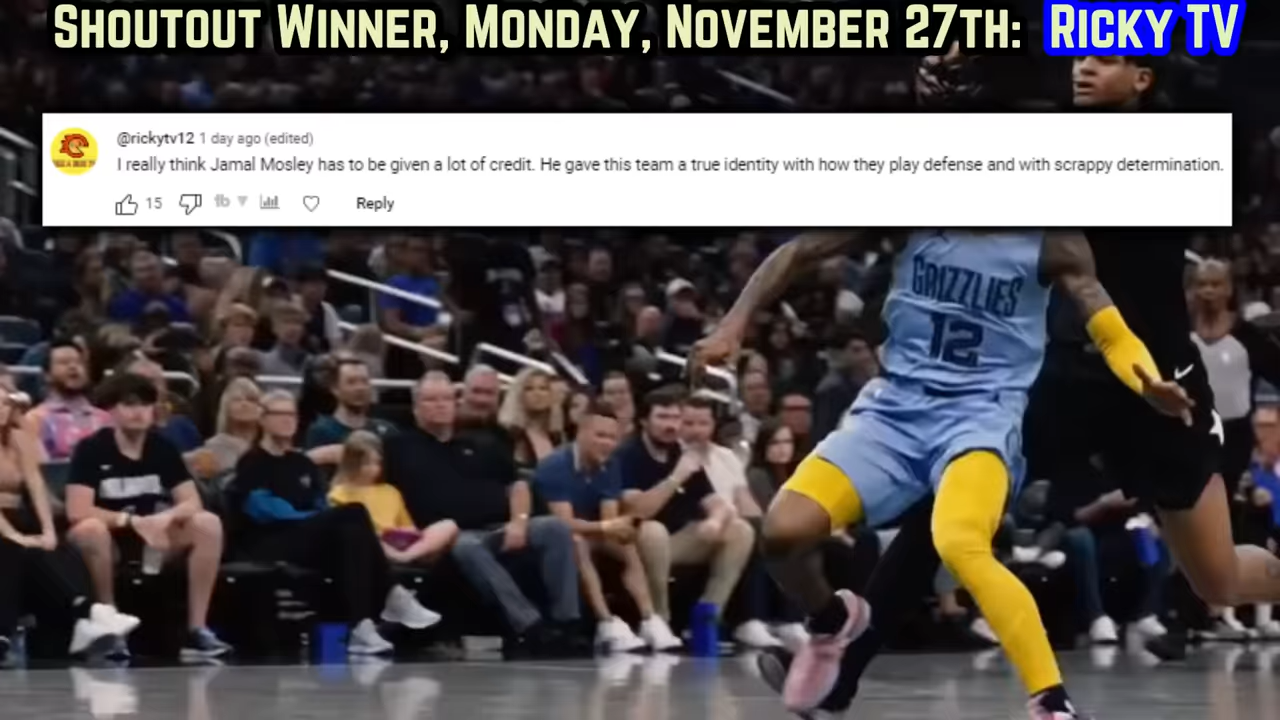 Shoutout Winner, Monday, November 27th: Ricky TV
@rickytv12 1 day ago (edited)
I really think Jamal Mosley has to be given a lot of credit. He gave this team a true identity with how they play defense and with scrappy determination.
15 tb Reply
GRIZZLIES
12